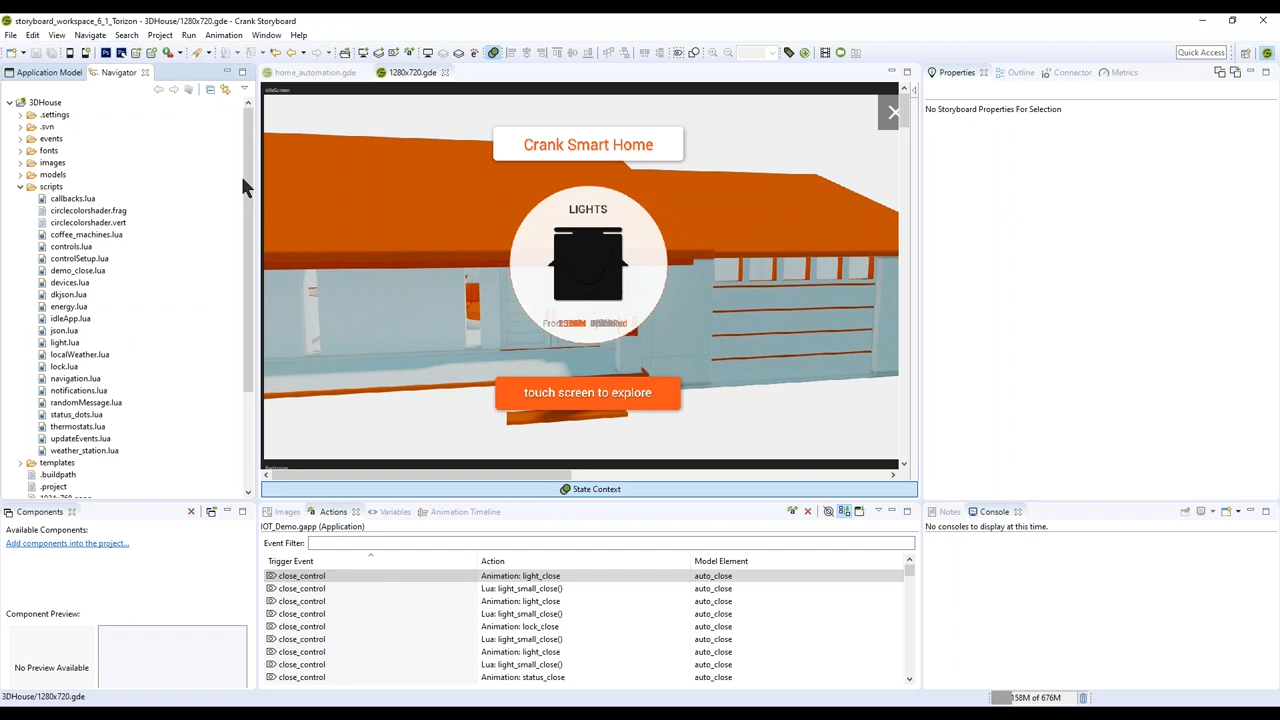 storyboard_workspace_6_1_Torizon - 3DHouse/1280x720.gde - Crank Storyboard
File Edit View Navigate Search Project Run Animation Window Help
Quick Access
Application Model Navigator
3DHouse
.settings
.svn
events
fonts
images
models
scripts
callbacks.lua
circlecolorshader.frag
circlecolorshader.vert
coffee_machines.lua
controls.lua
controlSetup.lua
demo_close.lua
devices.lua
dkjson.lua
energy.lua
idleApp.lua
json.lua
light.lua
localWeather.lua
lock.lua
navigation.lua
notifications.lua
randomMessage.lua
status_dots.lua
thermostats.lua
updateEvents.lua
weather_station.lua
templates
.buildpath
.project
home_automation.gde 1280x720.gde
IdleScreen
Crank Smart Home
LIGHTS
touch screen to explore
State Context
Properties Outline Connector Metrics
No Storyboard Properties For Selection
Components
Available Components:
Add components into the project...
Component Preview:
No Preview Available
Images Actions Variables Animation Timeline
IOT_Demo.gapp (Application)
Event Filter:
Trigger Event Action Model Element
close_control Animation: light_close auto_close
close_control Lua: light_small_close() auto_close
close_control Animation: light_close auto_close
close_control Lua: light_small_close() auto_close
close_control Animation: lock_close auto_close
close_control Lua: light_small_close() auto_close
close_control Animation: light_close auto_close
close_control Lua: light_small_close() auto_close
close_control Animation: status_close auto_close
Notes Console
No consoles to display at this time.
3DHouse/1280x720.gde
158M of 676M